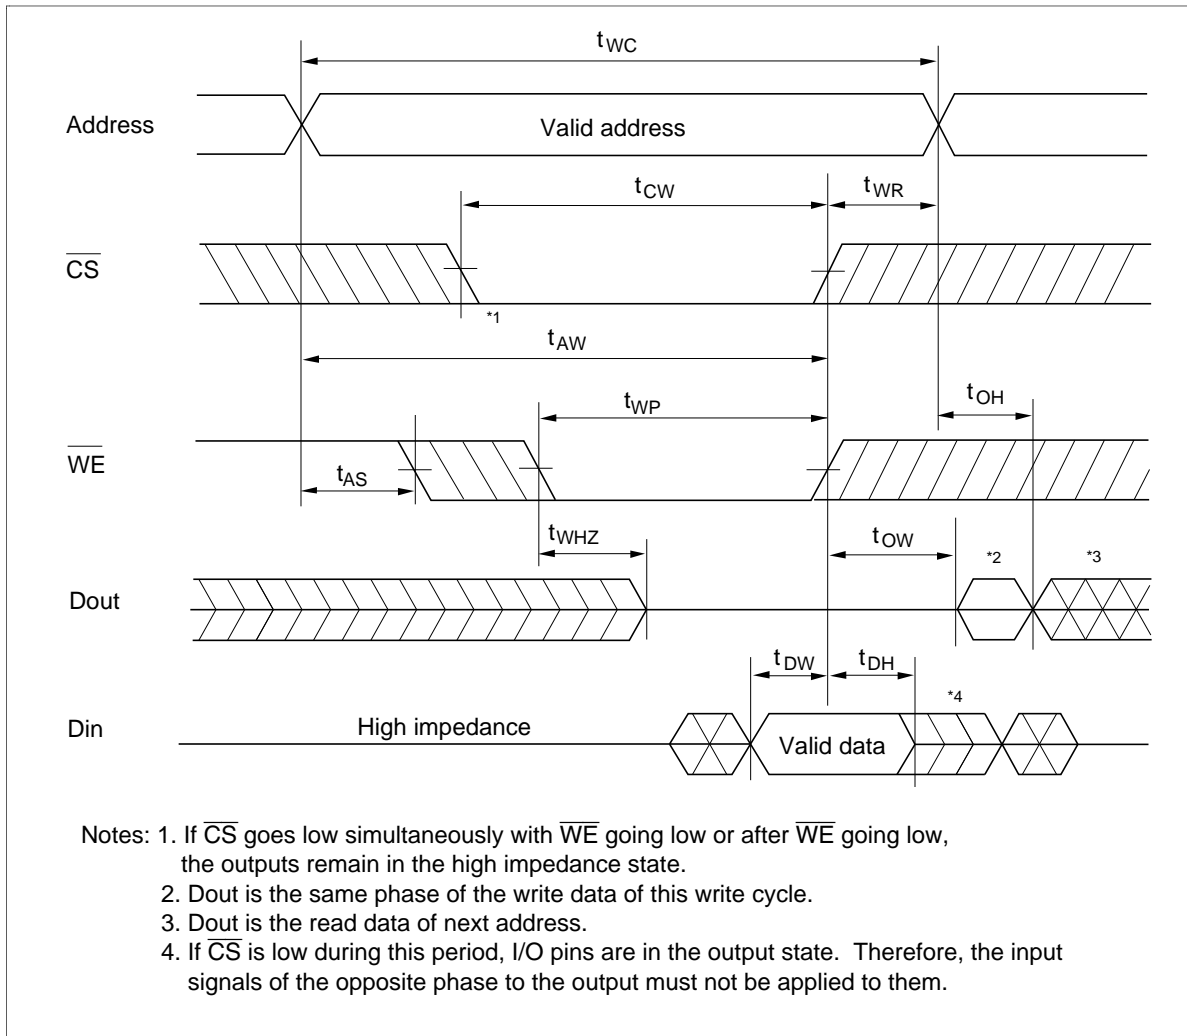 tWC
Address
Valid address
tCW
tWR
CS
*1
tAW
tWP
tOH
WE
tAS
tWHZ
tOW
*2
*3
Dout
tDW
tDH
*4
Din
High impedance
Valid data
Notes: 1. If CS goes low simultaneously with WE going low or after WE going low,
the outputs remain in the high impedance state.
2. Dout is the same phase of the write data of this write cycle.
3. Dout is the read data of next address.
4. If CS is low during this period, I/O pins are in the output state. Therefore, the input
signals of the opposite phase to the output must not be applied to them.